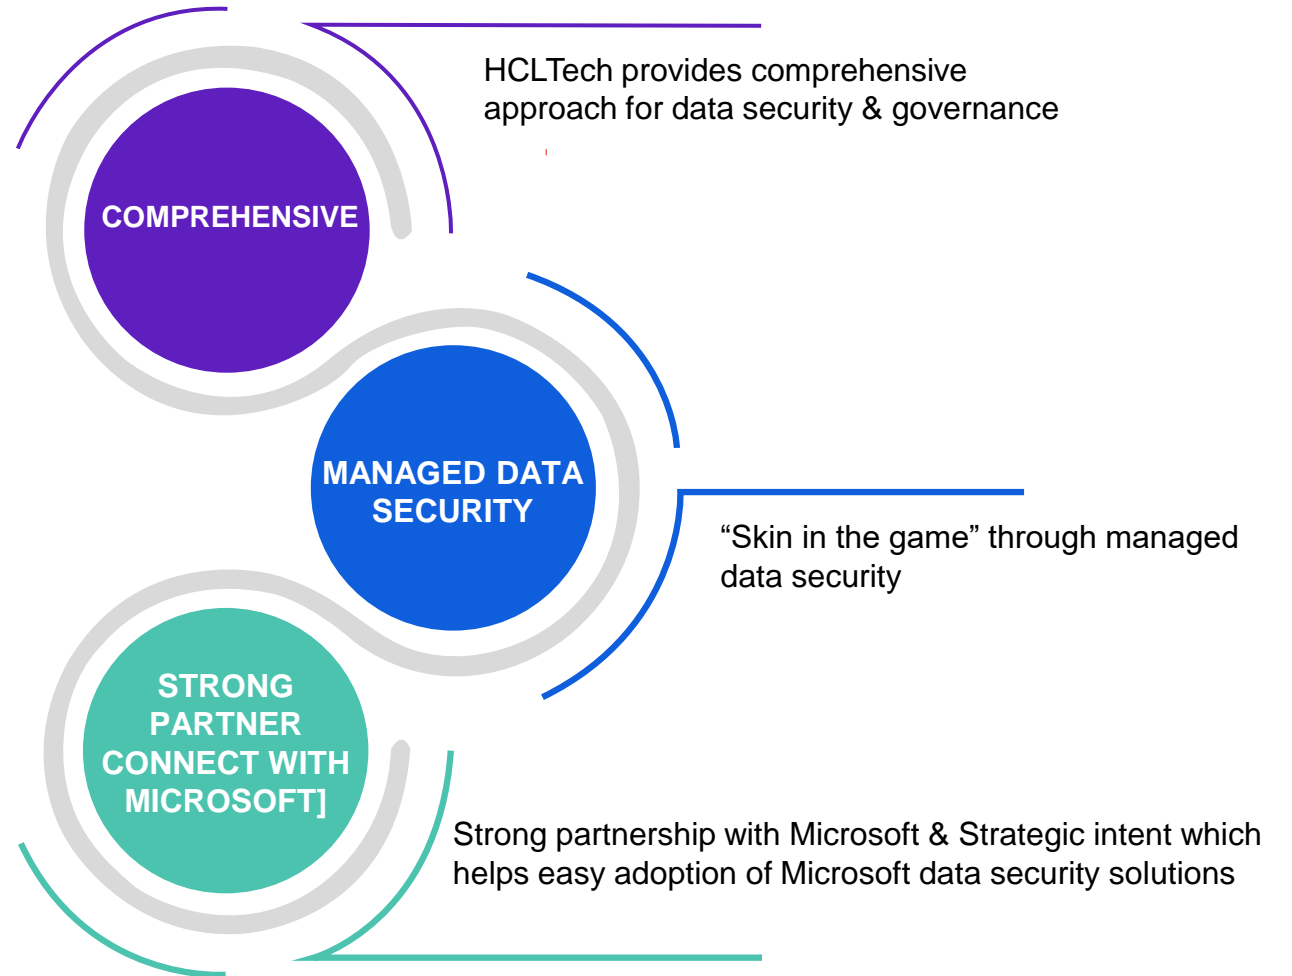 HCLTech provides comprehensive
approach for data security & governance
COMPREHENSIVE
MANAGED DATA
SECURITY
“Skin in the game” through managed
data security
STRONG
PARTNER
CONNECT WITH
MICROSOFT]
Strong partnership with Microsoft & Strategic intent which
helps easy adoption of Microsoft data security solutions